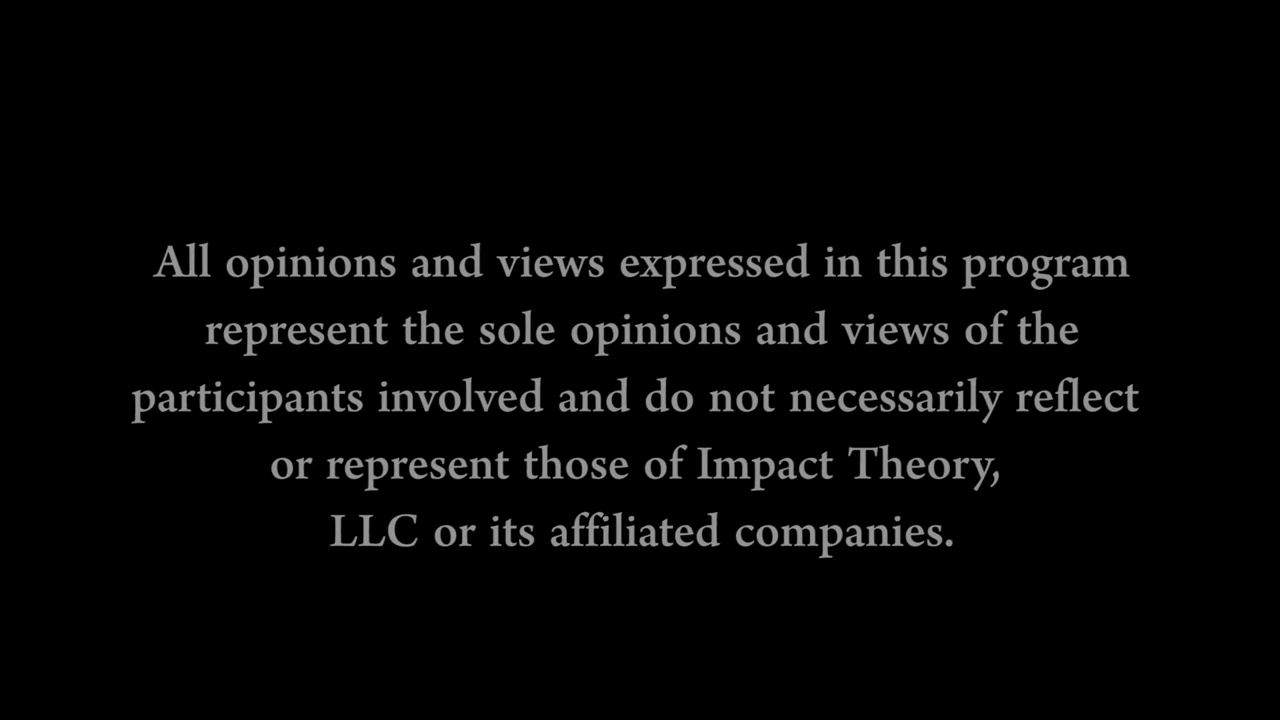 All opinions and views expressed in this program
represent the sole opinions and views of the
participants involved and do not necessarily reflect
or represent those of Impact Theory,
LLC or its affiliated companies.